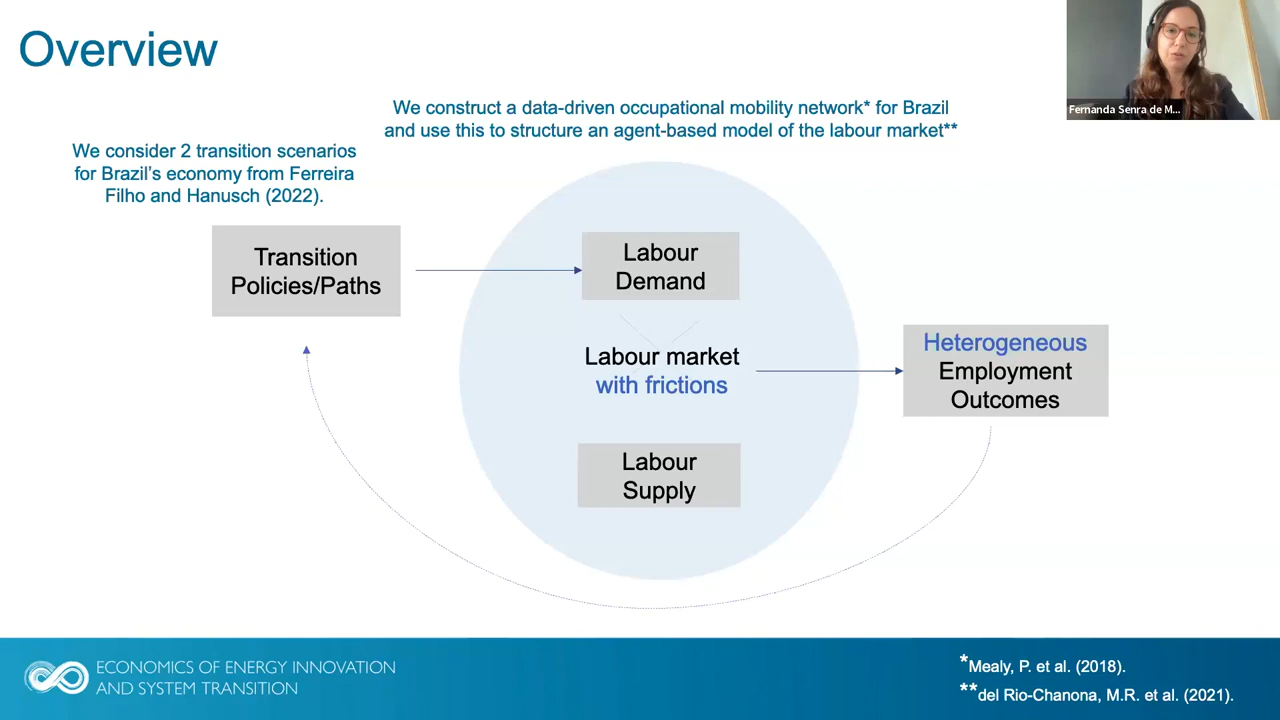 Overview
Fernanda Senra de M...
We construct a data-driven occupational mobility network* for Brazil
and use this to structure an agent-based model of the labour market**
We consider 2 transition scenarios
for Brazil's economy from Ferreira
Filho and Hanusch (2022).
Transition
Policies/Paths
Labour
Demand
Labour market
with frictions
Labour
Supply
Heterogeneous
Employment
Outcomes
ECONOMICS OF ENERGY INNOVATION
AND SYSTEM TRANSITION
*Mealy, P. et al. (2018).
**del Rio-Chanona, M.R. et al. (2021).